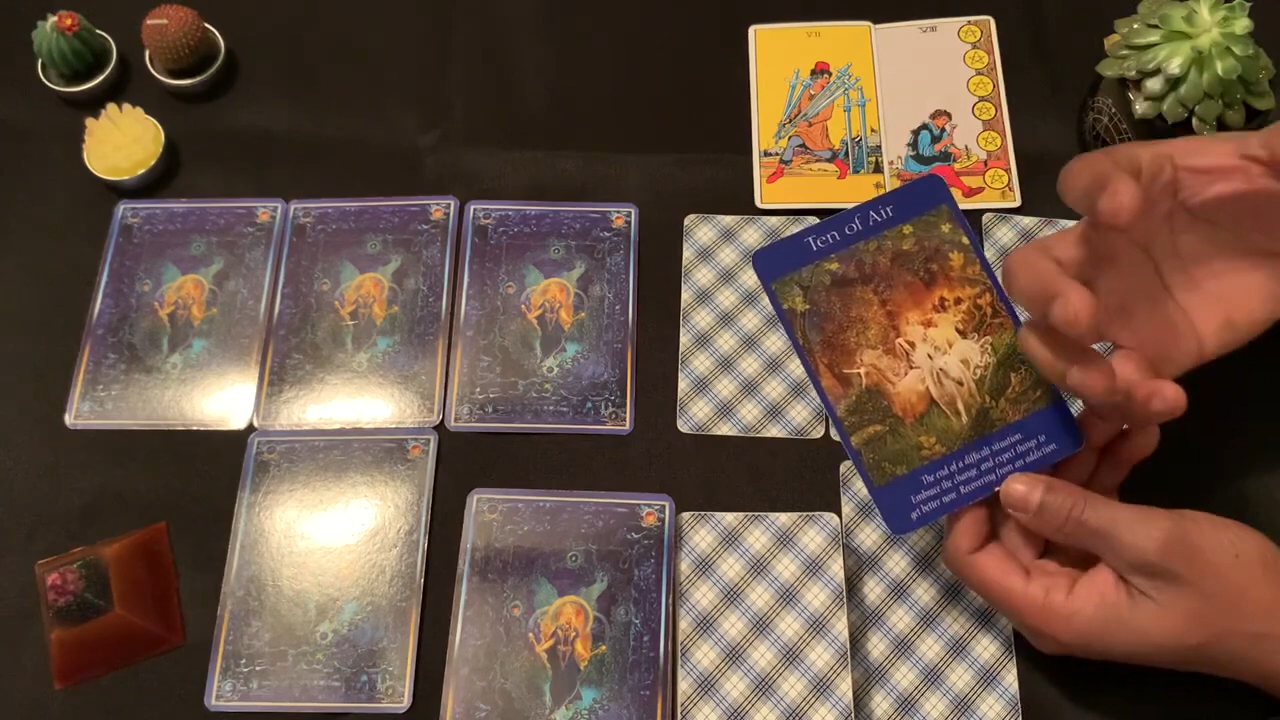 VII
VIII
Ten of Air
The end of a difficult situation.
Embrace the change, and expect things to
get better now. Recovering from an addiction.